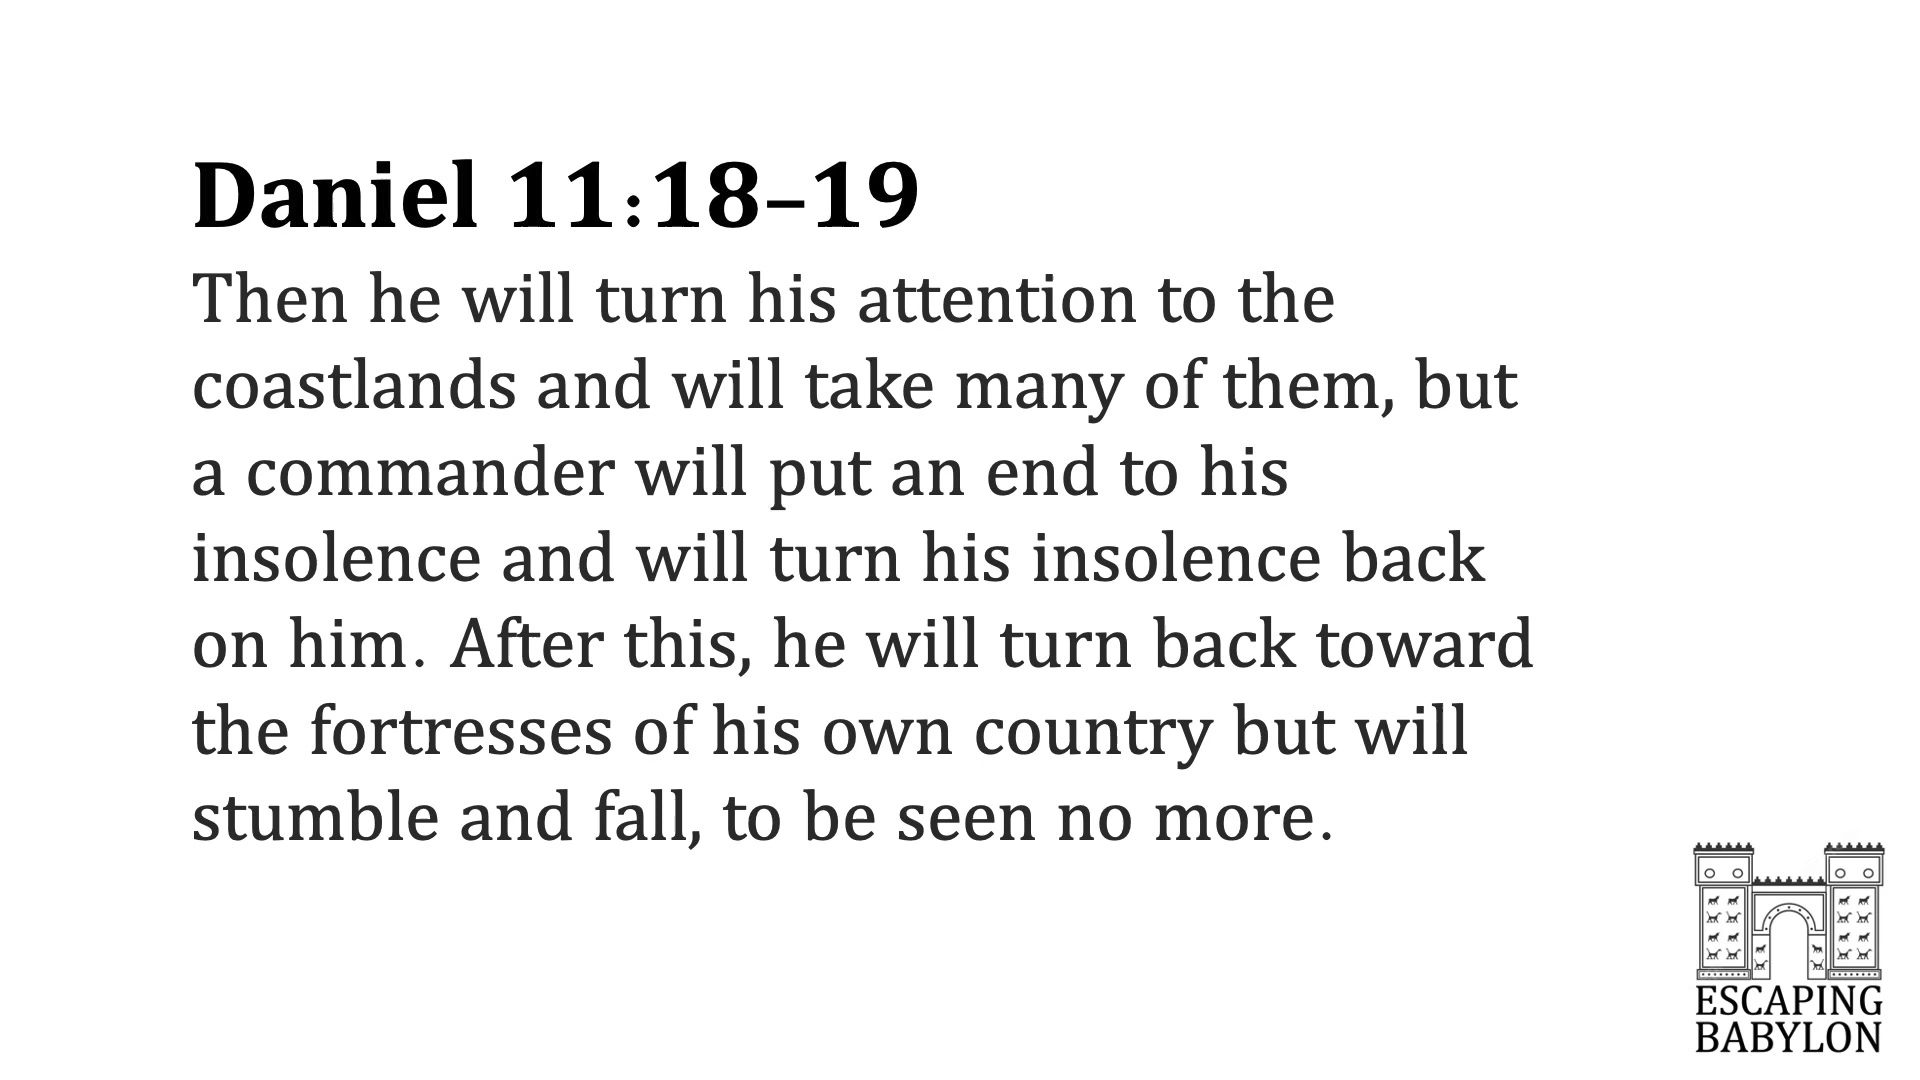 Daniel 11:18–19
Then he will turn his attention to the
coastlands and will take many of them, but
a commander will put an end to his
insolence and will turn his insolence back
on him. After this, he will turn back toward
the fortresses of his own country but will
stumble and fall, to be seen no more.
ESCAPING
BABYLON